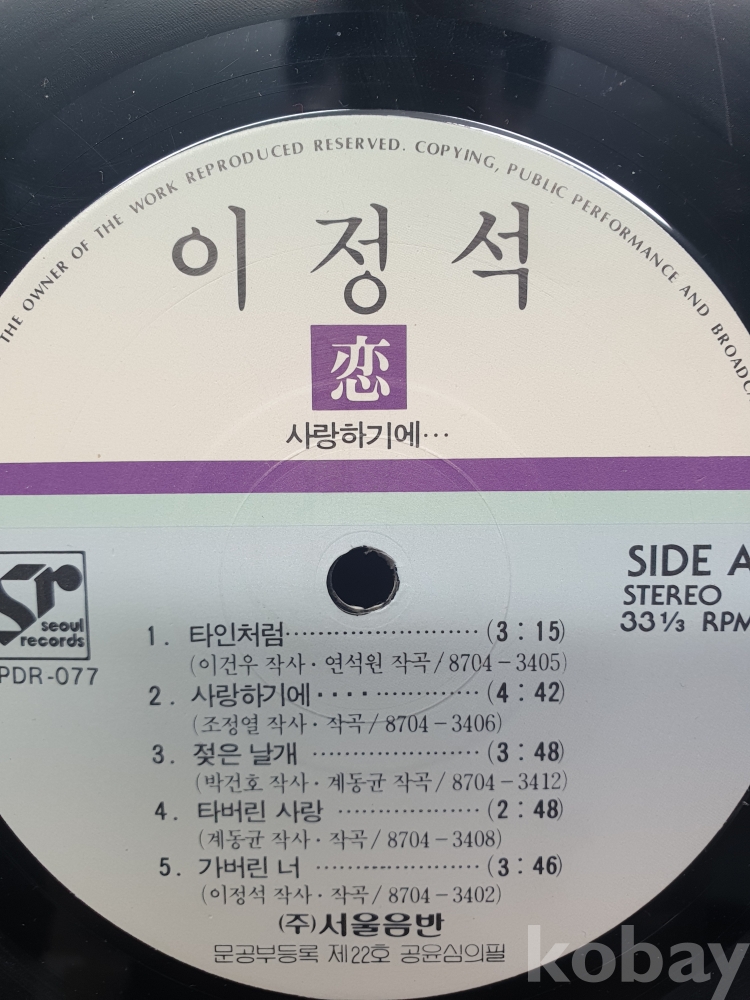 THE OWNER OF THE WORK REPRODUCED RESERVED. COPYING, PUBLIC PERFORMANCE AND BROADCA
이정석
恋
사랑하기에…
Sr
seoul
records
PDR-077
SIDE A
STEREO
33⅓ RPM
1. 타인처럼························(3:15)
(이건우 작사·연석원 작곡/8704-3405)
2. 사랑하기에·················(4:42)
(조정열 작사·작곡/8704-3406)
3. 젖은 날개 ····················(3:48)
(박건호 작사·계동균 작곡/8704-3412)
4. 타버린 사랑 ·················(2:48)
(계동균 작사·작곡/8704-3408)
5. 가버린 너 ····················(3:46)
(이정석 작사·작곡/8704-3402)
(주)서울음반
문공부등록 제22호 공윤심의필
kobay